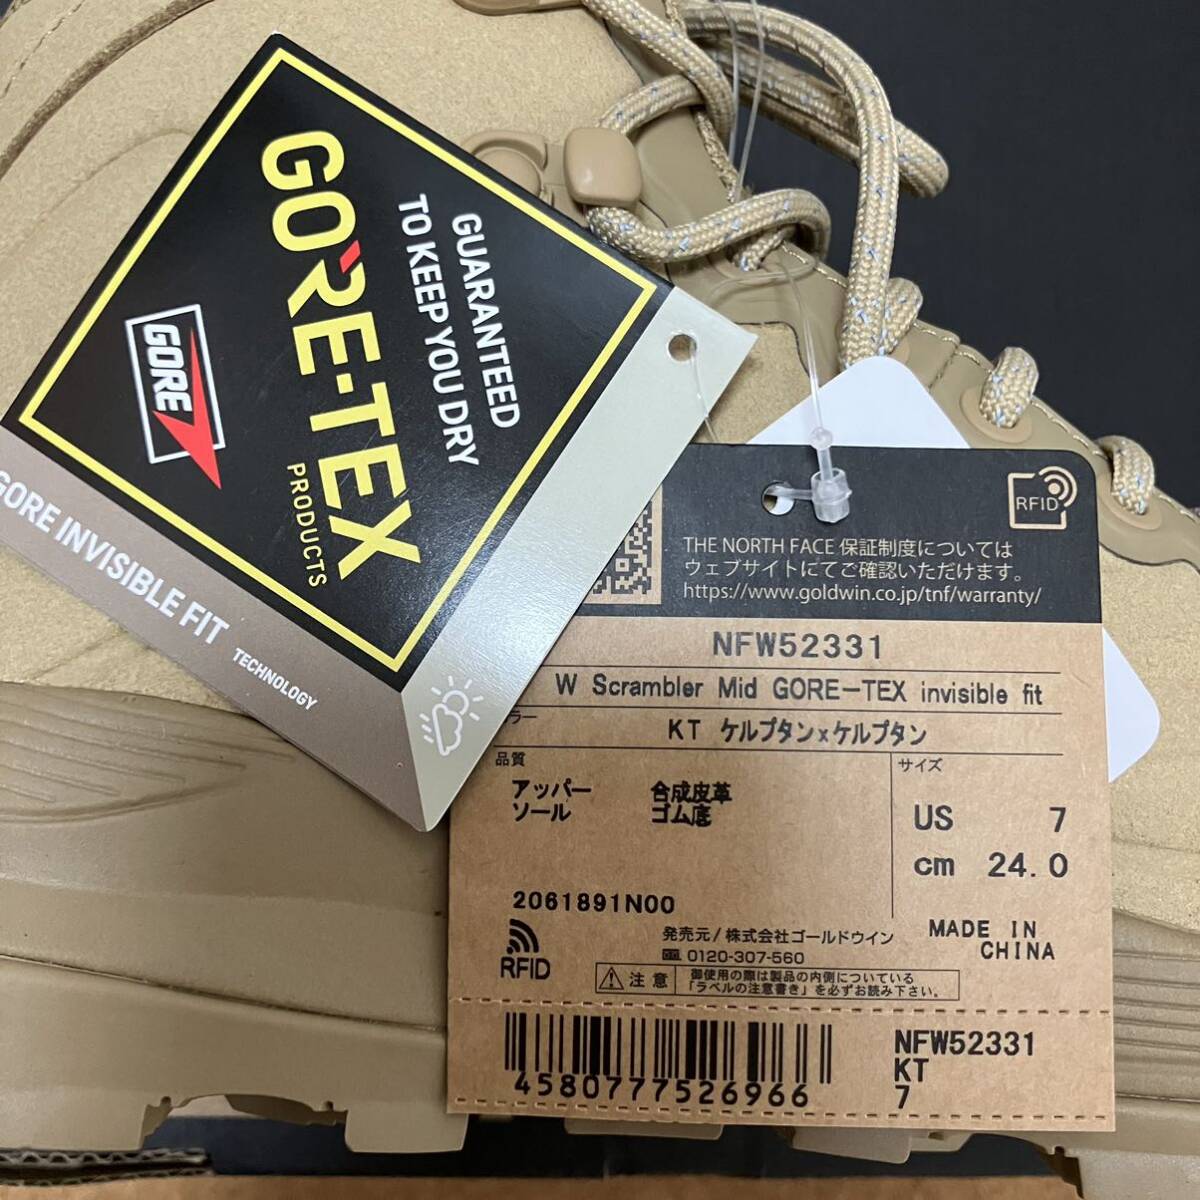 GUARANTEED
TO KEEP YOU DRY
GORE-TEX
PRODUCTS
GORE
GORE INVISIBLE FIT
TECHNOLOGY
RFID
THE NORTH FACE 保証制度については
ウェブサイトにてご確認いただけます。
https://www.goldwin.co.jp/tnf/warranty/
NFW52331
W Scrambler Mid GORE-TEX invisible fit
ラー
KT ケルプタンxケルプタン
品質
サイズ
アッパー 合成皮革
ソール ゴム底
US 7
cm 24.0
2061891N00
RFID
発売元/株式会社ゴールドウイン
0120-307-560
MADE IN
CHINA
注意
御使用の際は製品の内側についている
「ラベルの注意書き」を必ずお読み下さい。
4580777526966
NFW52331
KT
7